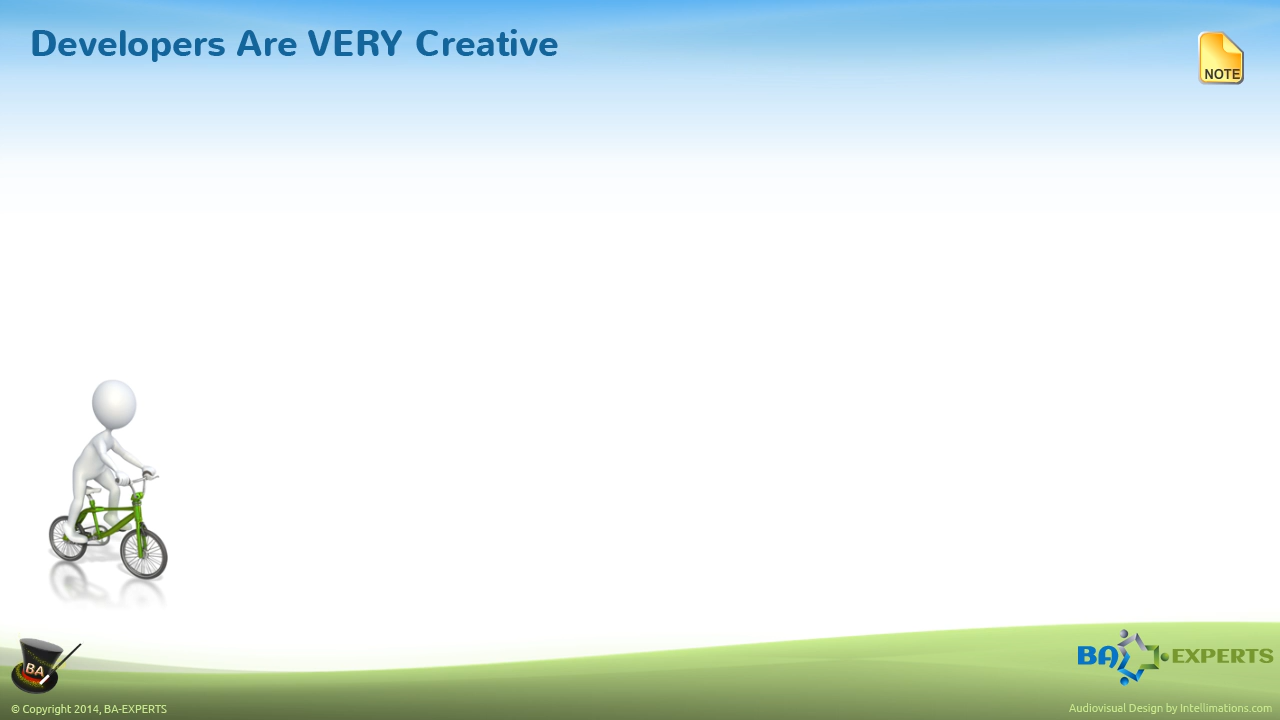 Developers Are VERY Creative
NOTE
BA
BA EXPERTS
© Copyright 2014, BA-EXPERTS
Audiovisual Design by Intellimations.com